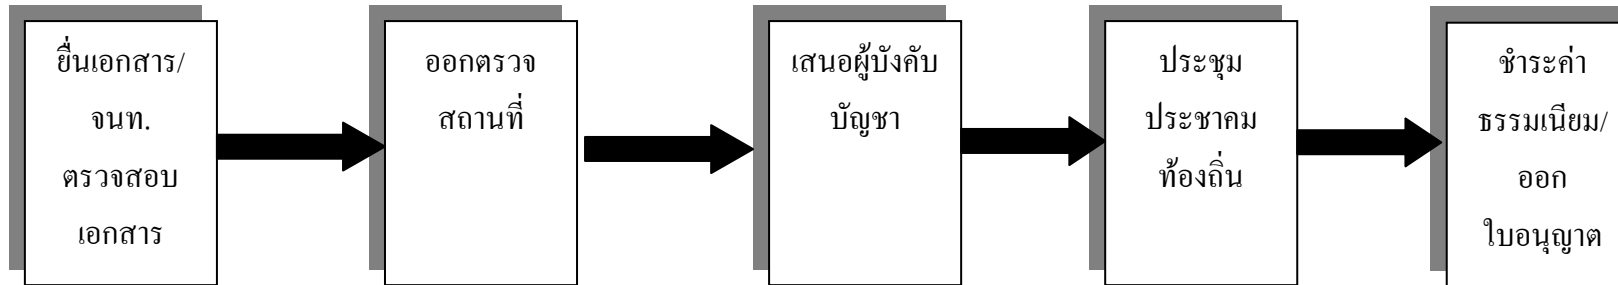 ยื่นเอกสาร/
จนท.
ตรวจสอบ
เอกสาร
ออกตรวจ
สถานที่
เสนอผู้บังคับ
บัญชา
ประชุม
ประชาคม
ท้องถิ่น
ชำระค่า
ธรรมเนียม/
ออก
ใบอนุญาต